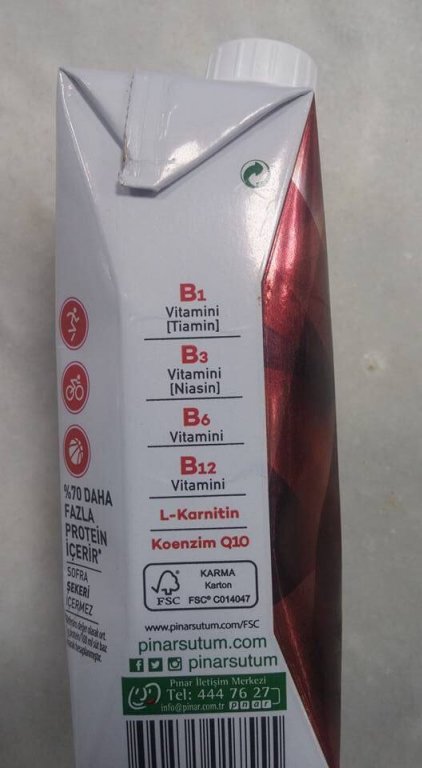 B1
Vitamini
[Tiamin]
B3
Vitamini
[Niasin]
B6
Vitamini
B12
Vitamini
L-Karnitin
Koenzim Q10
%70 DAHA
FAZLA
PROTEİN
İÇERİR*
SOFRA
ŞEKERİ
İÇERMEZ
FSC
KARMA
Karton
FSC® C014047
www.pinarsutum.com/FSC
pinarsutum.com
pinarsutum
Pınar İletişim Merkezi
Tel: 444 76 27
info@pinar.com.tr PINAR